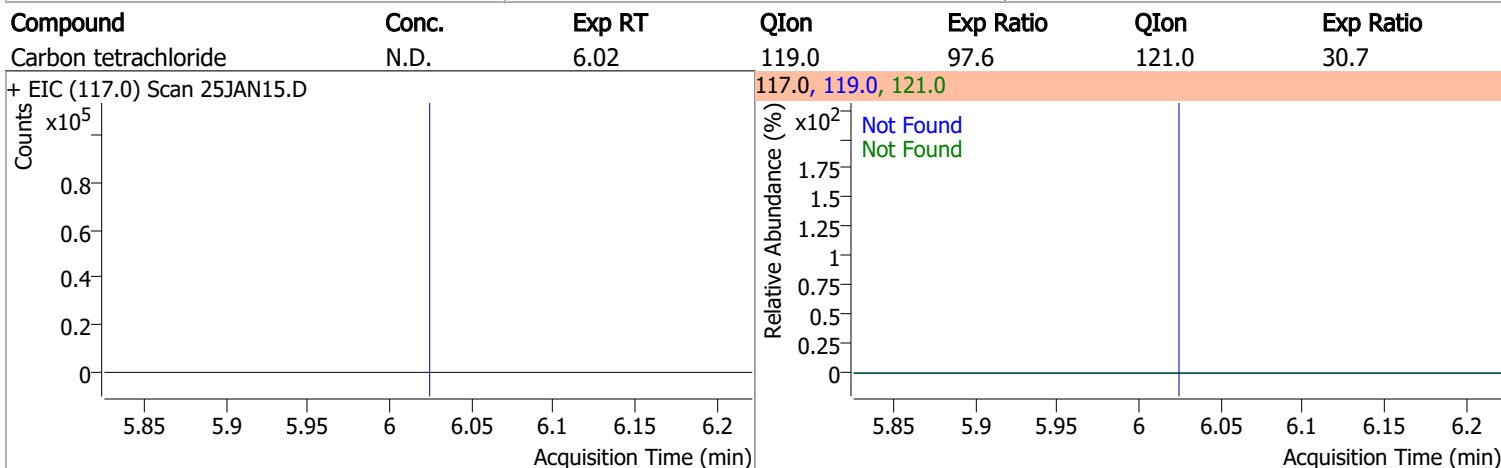 Compound Conc. Exp RT QIon Exp Ratio QIon Exp Ratio
Carbon tetrachloride N.D. 6.02 119.0 97.6 121.0 30.7
+ EIC (117.0) Scan 25JAN15.D
Counts
x10⁵
0.8
0.6
0.4
0.2
0
5.85 5.9 5.95 6 6.05 6.1 6.15 6.2
Acquisition Time (min)
117.0, 119.0, 121.0
Relative Abundance (%)
x10²
Not Found
Not Found
1.75
1.5
1.25
1
0.75
0.5
0.25
0
5.85 5.9 5.95 6 6.05 6.1 6.15 6.2
Acquisition Time (min)